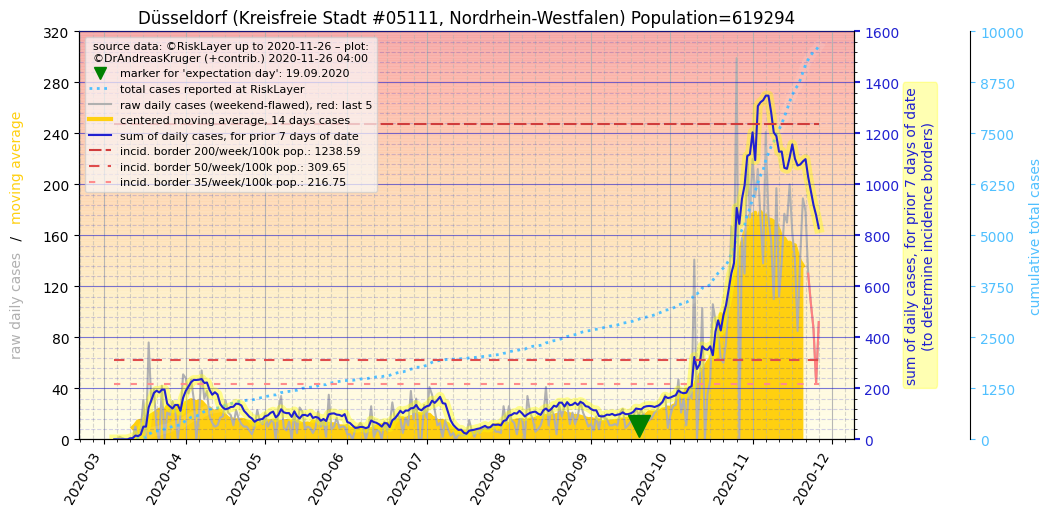 Düsseldorf (Kreisfreie Stadt #05111, Nordrhein-Westfalen) Population=619294
source data: ©RiskLayer up to 2020-11-26 – plot:
©DrAndreasKruger (+contrib.) 2020-11-26 04:00
marker for 'expectation day': 19.09.2020
total cases reported at RiskLayer
raw daily cases (weekend-flawed), red: last 5
centered moving average, 14 days cases
sum of daily cases, for prior 7 days of date
incid. border 200/week/100k pop.: 1238.59
incid. border 50/week/100k pop.: 309.65
incid. border 35/week/100k pop.: 216.75
raw daily cases / moving average
320
280
240
200
160
120
80
40
0
1600
1400
1200
1000
800
600
400
200
0
sum of daily cases, for prior 7 days of date
(to determine incidence borders)
10000
8750
7500
6250
5000
3750
2500
1250
0
cumulative total cases
2020-03
2020-04
2020-05
2020-06
2020-07
2020-08
2020-09
2020-10
2020-11
2020-12